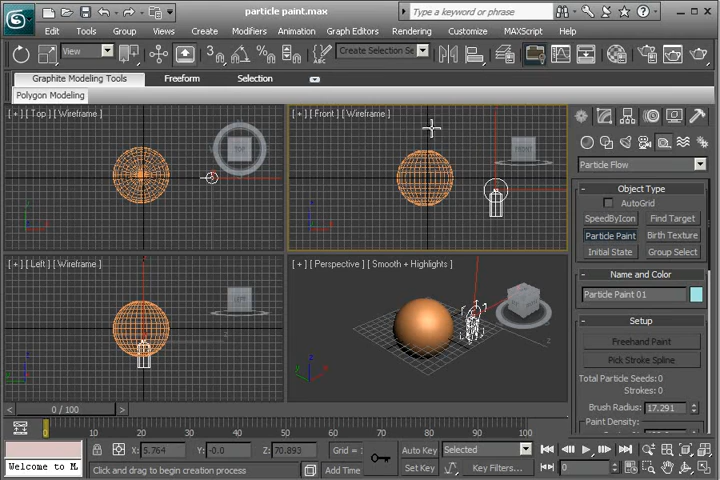 particle paint.max
Type a keyword or phrase
Edit Tools Group Views Create Modifiers Animation Graph Editors Rendering Customize MAXScript Help
View
Create Selection Se
Graphite Modeling Tools Freeform Selection
Polygon Modeling
[ + ] [ Top ] [ Wireframe ]
TOP
[ + ] [ Front ] [ Wireframe ]
FRONT
[ + ] [ Left ] [ Wireframe ]
LEFT
[ + ] [ Perspective ] [ Smooth + Highlights ]
Particle Flow
Object Type
AutoGrid
SpeedByIcon Find Target
Particle Paint Birth Texture
Initial State Group Select
Name and Color
Particle Paint 01
Setup
Freehand Paint
Pick Stroke Spline
Total Particle Seeds:0
Strokes:0
Brush Radius: 17.291
Paint Density:
0 / 100
0 10 20 30 40 50 60 70 80 90 100
X: 5.764 Y: -0.0 Z: 70.893 Grid = Auto Key Selected
Welcome to M
Click and drag to begin creation process Add Time Set Key Key Filters... 0